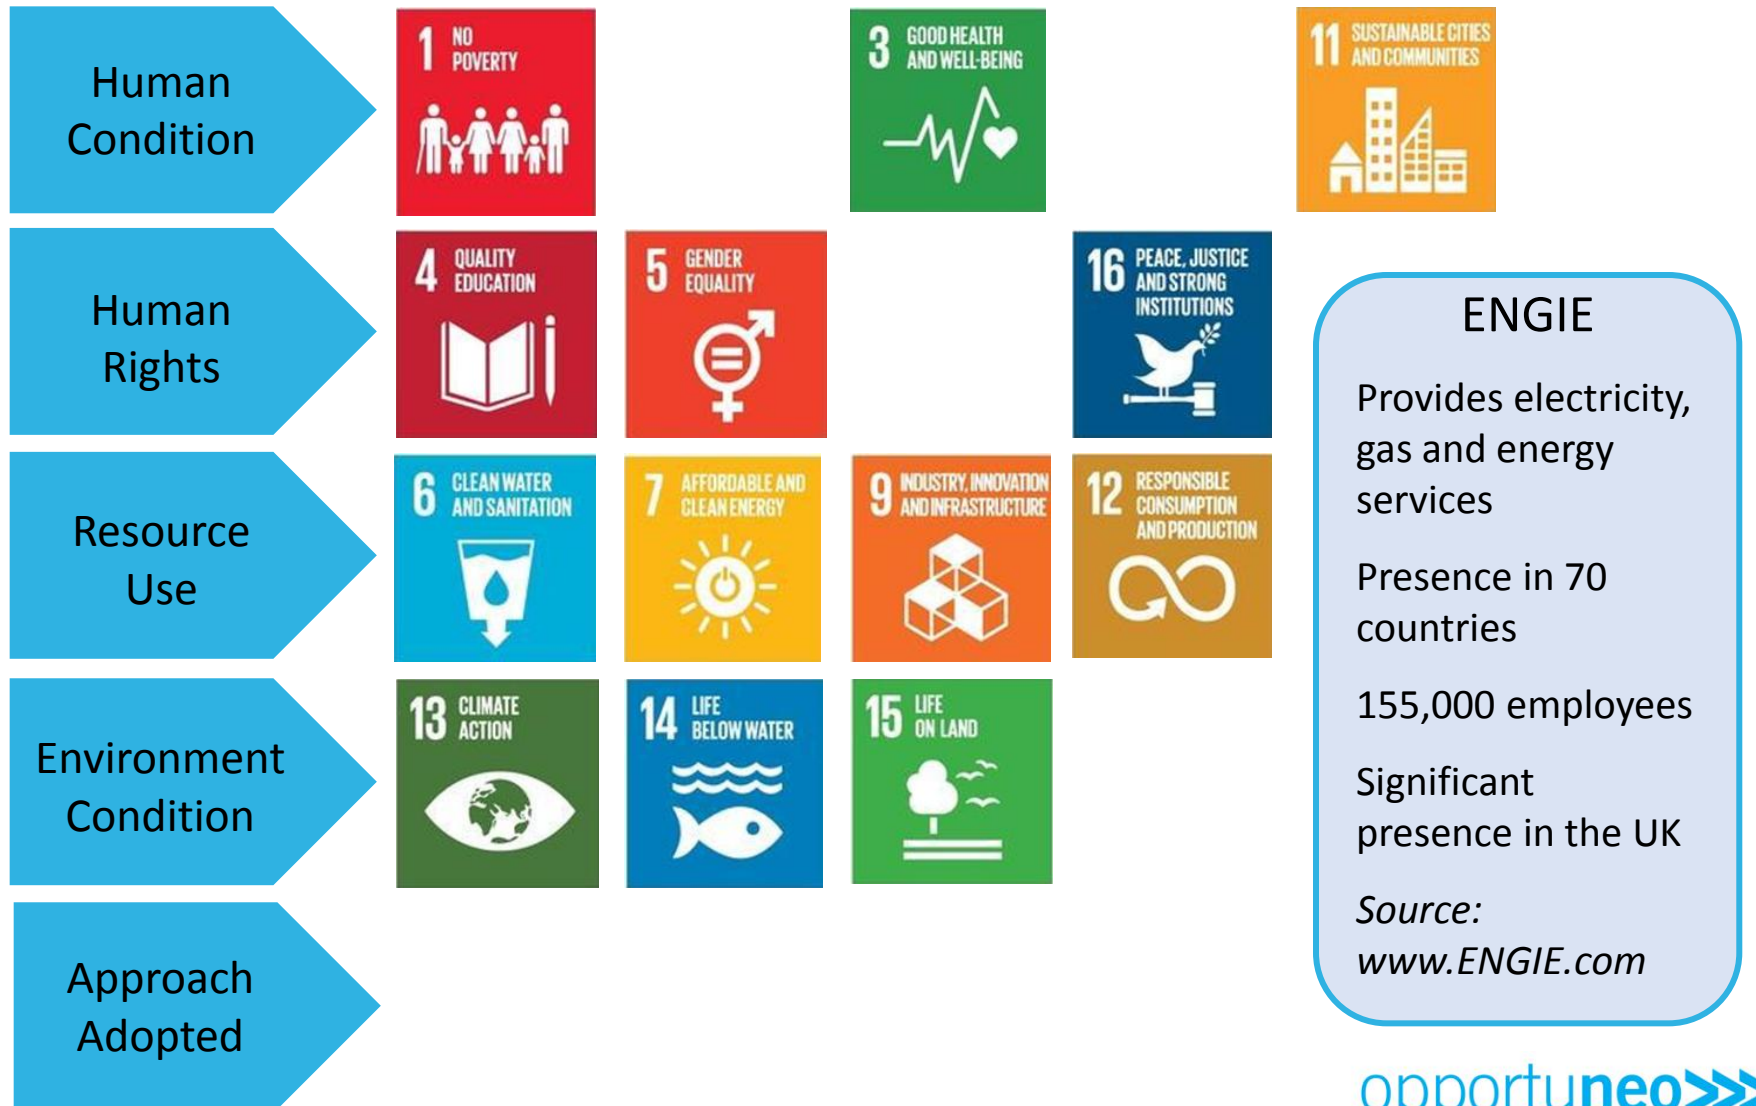 Human
Condition
1 NO
POVERTY
3 GOOD HEALTH
AND WELL-BEING
11 SUSTAINABLE CITIES
AND COMMUNITIES
Human
Rights
4 QUALITY
EDUCATION
5 GENDER
EQUALITY
16 PEACE, JUSTICE
AND STRONG
INSTITUTIONS
Resource
Use
6 CLEAN WATER
AND SANITATION
7 AFFORDABLE AND
CLEAN ENERGY
9 INDUSTRY, INNOVATION
AND INFRASTRUCTURE
12 RESPONSIBLE
CONSUMPTION
AND PRODUCTION
Environment
Condition
13 CLIMATE
ACTION
14 LIFE
BELOW WATER
15 LIFE
ON LAND
Approach
Adopted
ENGIE
Provides electricity,
gas and energy
services
Presence in 70
countries
155,000 employees
Significant
presence in the UK
Source:
www.ENGIE.com
opportuneo>>>